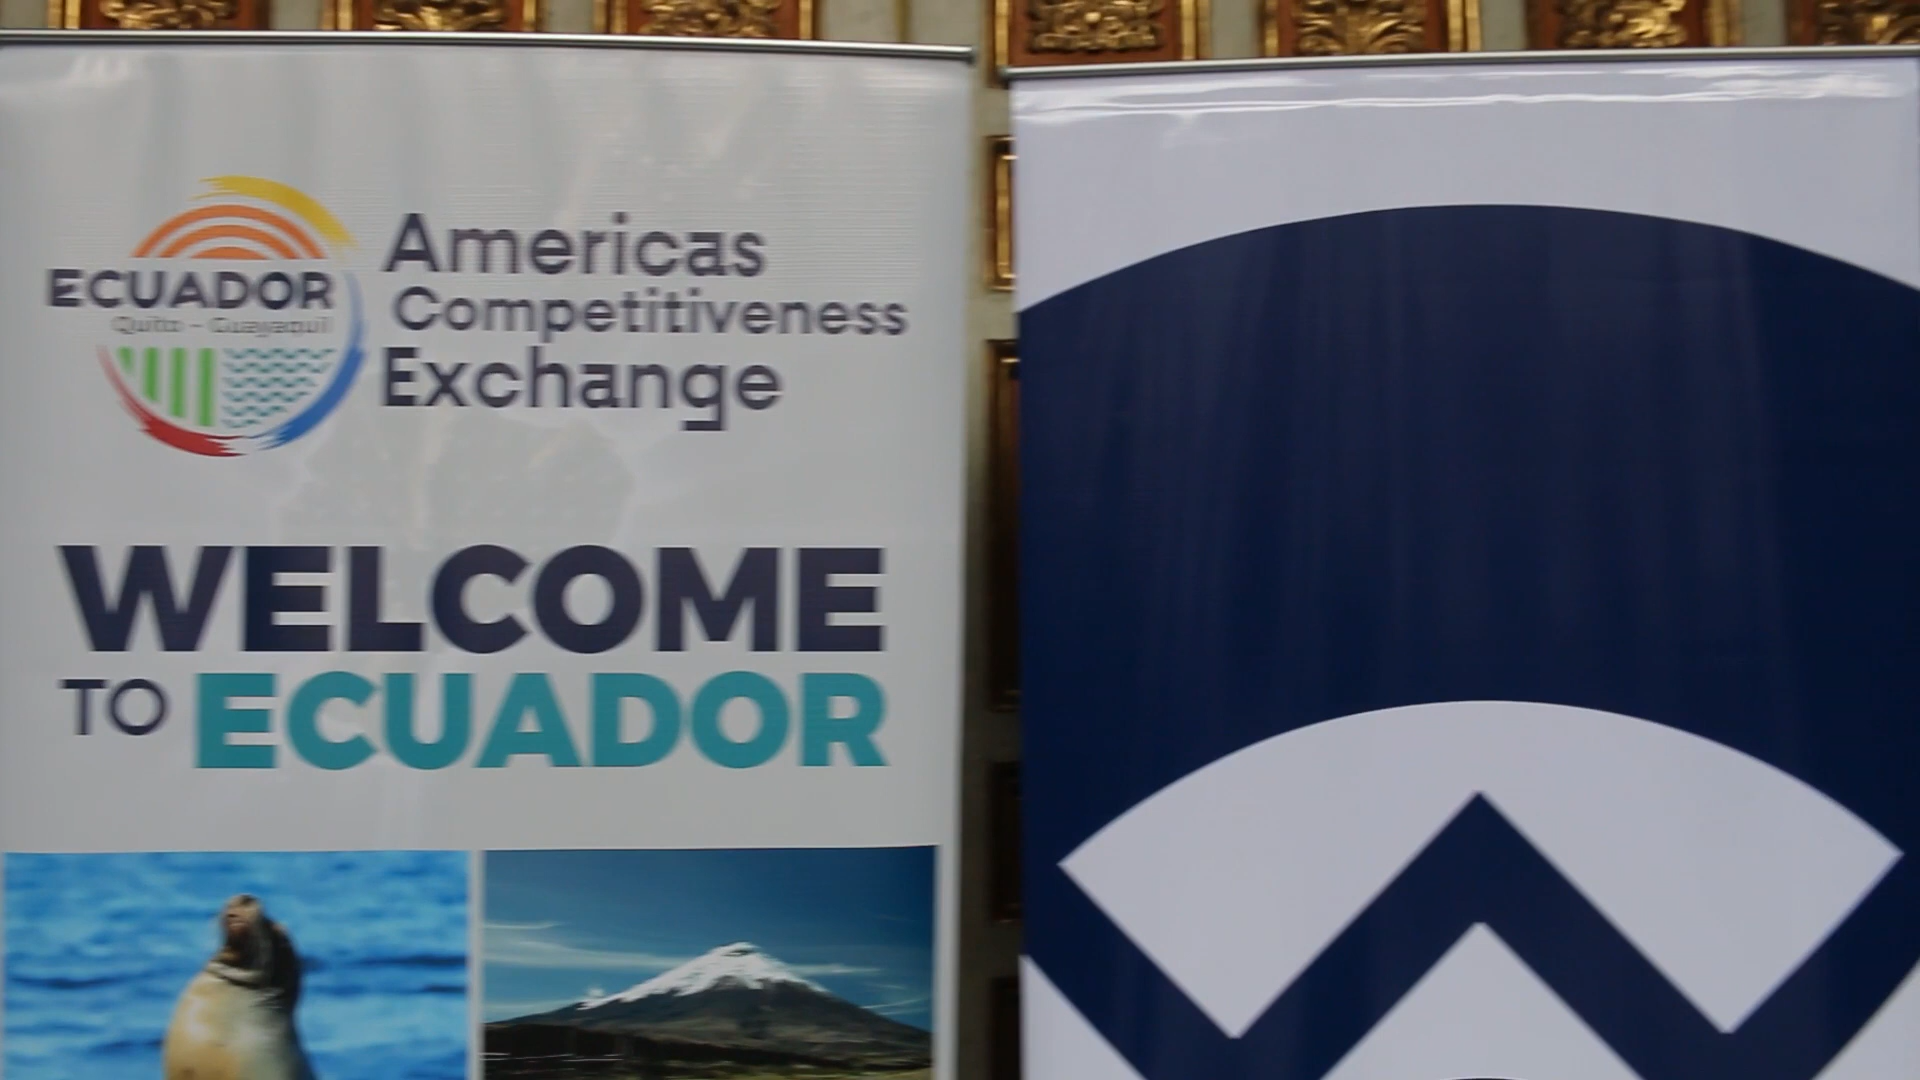 ECUADOR
Quito - Guayaquil
Americas
Competitiveness
Exchange
WELCOME
TO ECUADOR